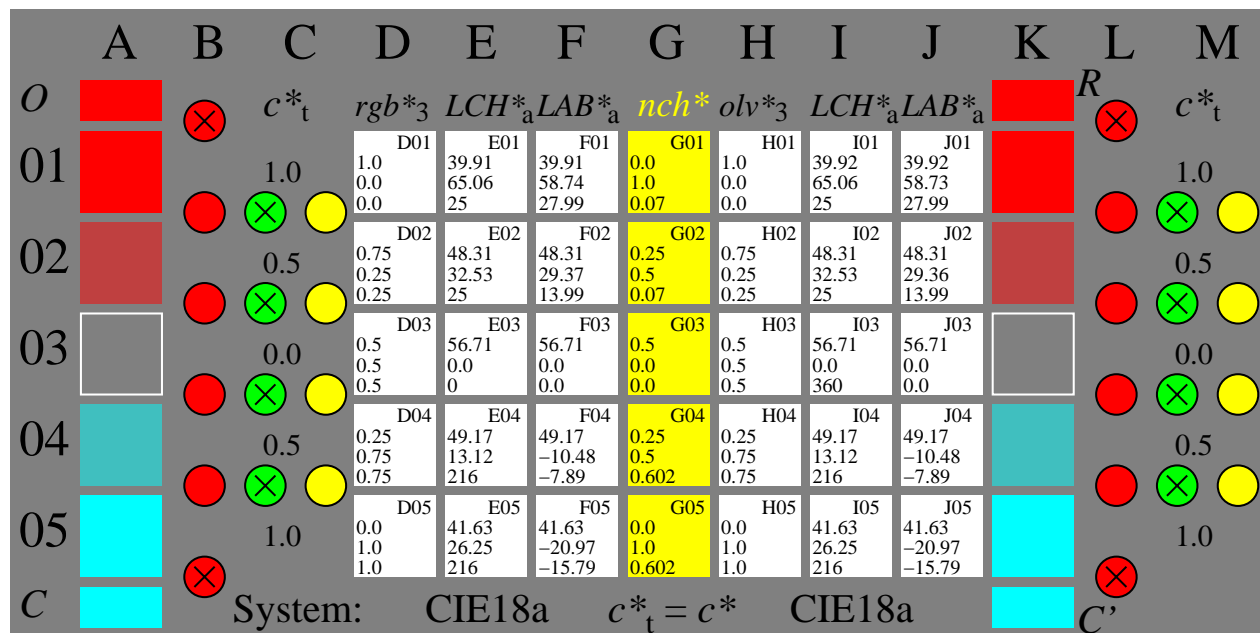 A B C D E F G H I J K L M
O c*t rgb*3 LCH*a LAB*a nch* olv*3 LCH*a LAB*a R c*t
01 1.0 D01 E01 F01 G01 H01 I01 J01 1.0
1.0 39.91 39.91 0.0 1.0 39.92 39.92
0.0 65.06 58.74 1.0 0.0 65.06 58.73
0.0 25 27.99 0.07 0.0 25 27.99
02 0.5 D02 E02 F02 G02 H02 I02 J02 0.5
0.75 48.31 48.31 0.25 0.75 48.31 48.31
0.25 32.53 29.37 0.5 0.25 32.53 29.36
0.25 25 13.99 0.07 0.25 25 13.99
03 0.0 D03 E03 F03 G03 H03 I03 J03 0.0
0.5 56.71 56.71 0.5 0.5 56.71 56.71
0.5 0.0 0.0 0.0 0.5 0.0 0.0
0.5 0 0.0 0.0 0.5 360 0.0
04 0.5 D04 E04 F04 G04 H04 I04 J04 0.5
0.25 49.17 49.17 0.25 0.25 49.17 49.17
0.75 13.12 −10.48 0.5 0.75 13.12 −10.48
0.75 216 −7.89 0.602 0.75 216 −7.89
05 1.0 D05 E05 F05 G05 H05 I05 J05 1.0
0.0 41.63 41.63 0.0 0.0 41.63 41.63
1.0 26.25 −20.97 1.0 1.0 26.25 −20.97
1.0 216 −15.79 0.602 1.0 216 −15.79
C System: CIE18a c*t = c* CIE18a C'